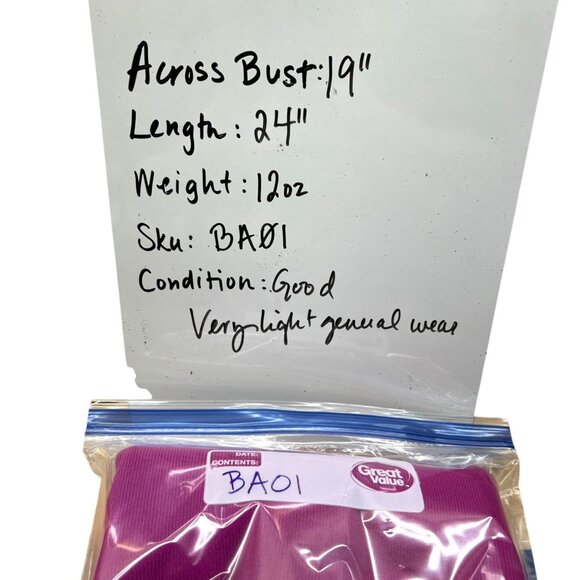 Across Bust: 19"
Length: 24"
Weight: 12oz
Sku: BAØ1
Condition: Good
Very light general wear
DATE:
CONTENTS:
BA01
Great
Value